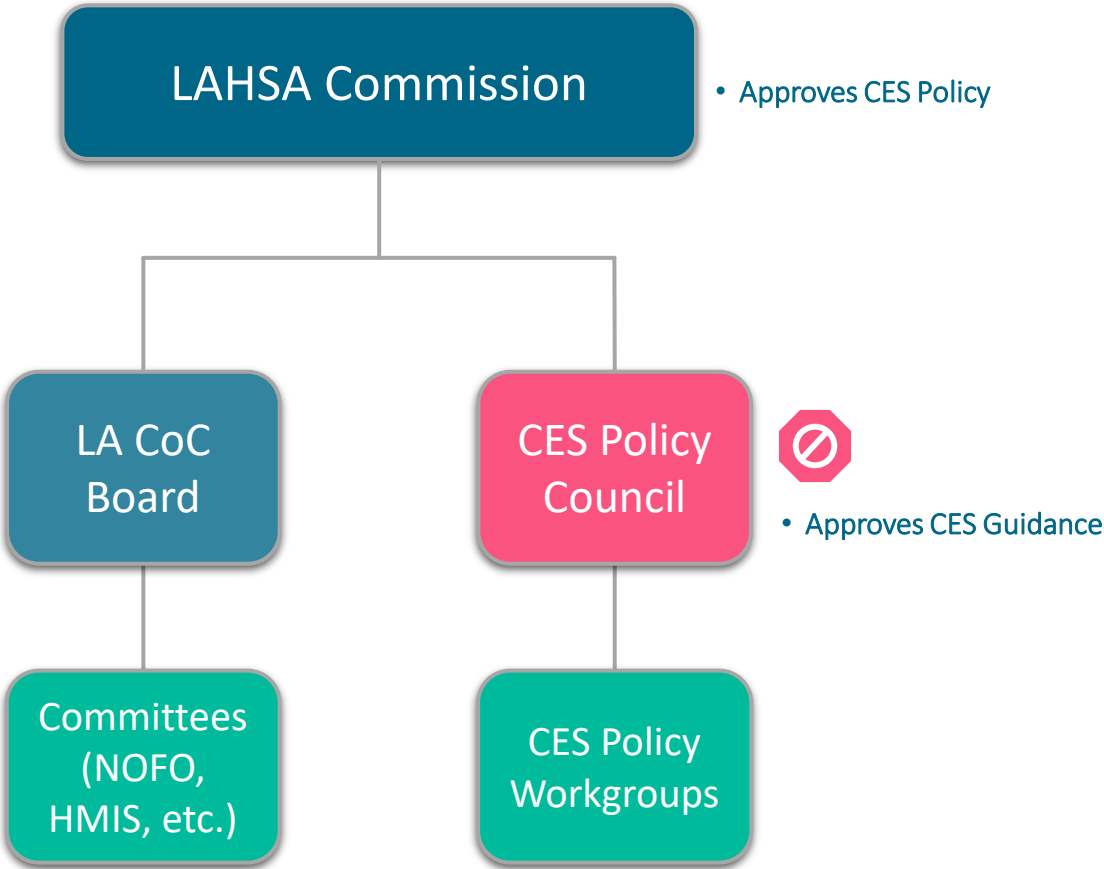 LAHSA Commission
• Approves CES Policy
LA CoC
Board
CES Policy
Council
• Approves CES Guidance
Committees
(NOFO,
HMIS, etc.)
CES Policy
Workgroups